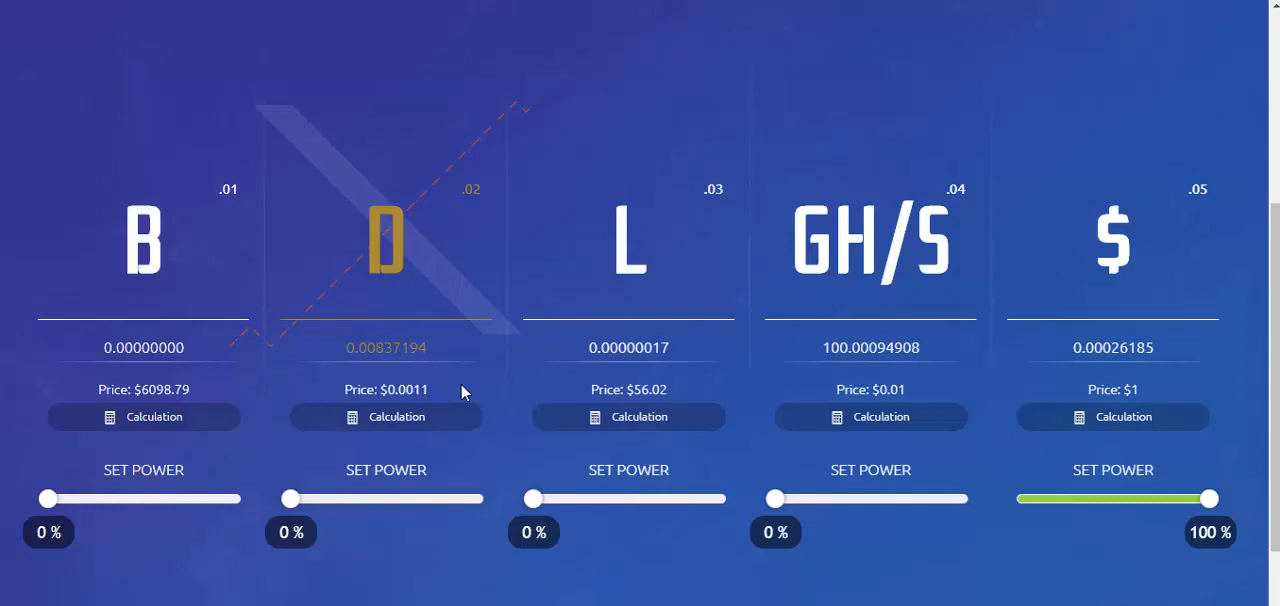 .01 .02 .03 .04 .05
B D L GH/S $
0.00000000 0.00837194 0.00000017 100.00094908 0.00026185
Price: $6098.79 Price: $0.0011 Price: $56.02 Price: $0.01 Price: $1
Calculation Calculation Calculation Calculation Calculation
SET POWER SET POWER SET POWER SET POWER SET POWER
0 % 0 % 0 % 0 % 100 %